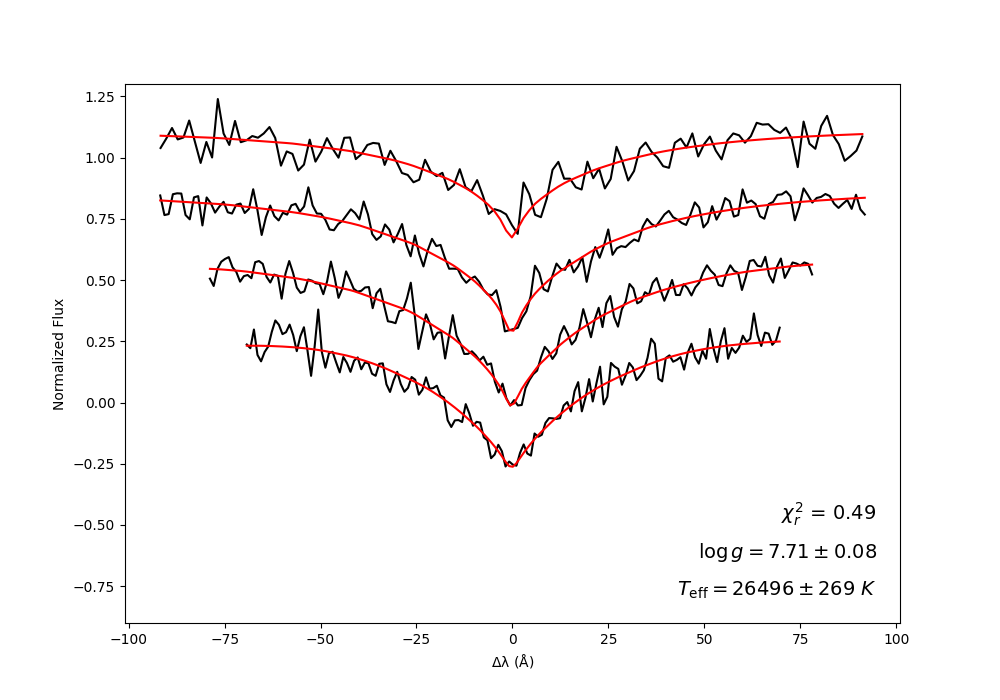 1.25
1.00
0.75
0.50
0.25
0.00
−0.25
−0.50
−0.75
Normalized Flux
χ²ᵣ = 0.49
log g = 7.71 ± 0.08
T_eff = 26496 ± 269 K
−100 −75 −50 −25 0 25 50 75 100
Δλ (Å)